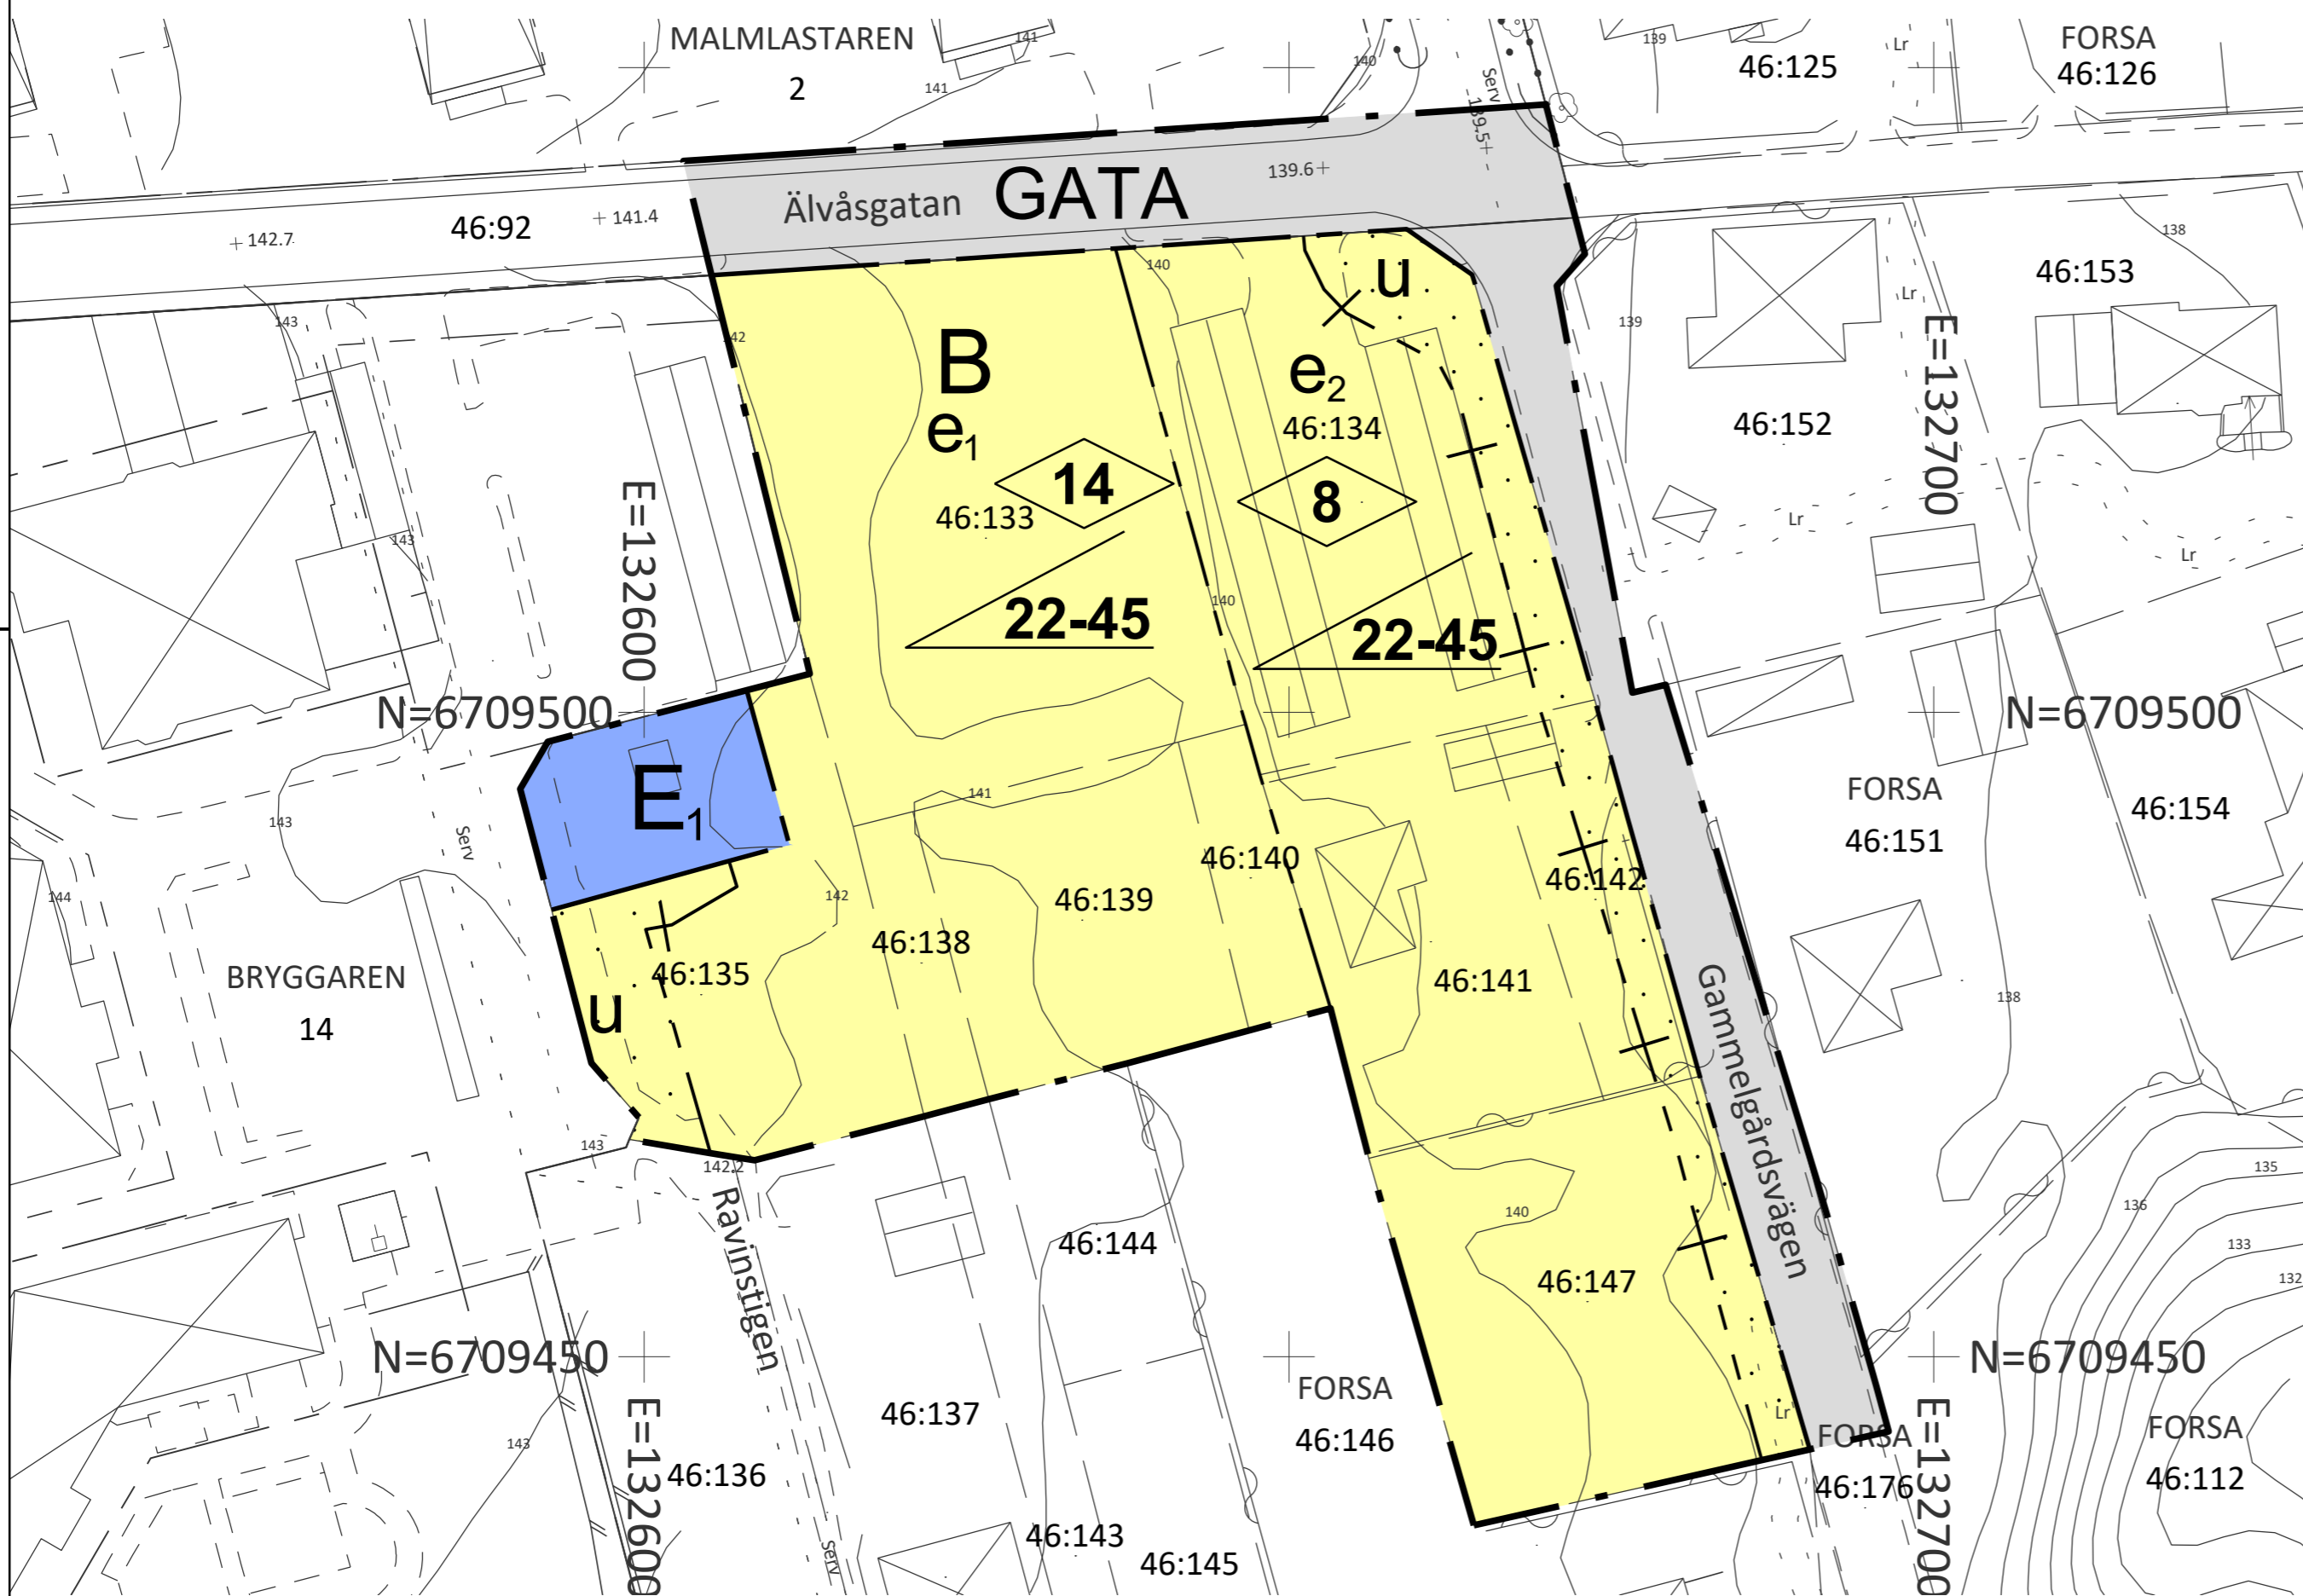 MALMLASTAREN
2
141
141
140
Serv
139.5
139
Lr
46:125
FORSA
46:126
46:92
141.4
142.7
Älvåsgatan
GATA
139.6
138
46:153
143
142
140
u
139
Lr
B
e1
e2
46:134
46:152
E=132700
14
8
46:133
E=132600
143
Lr
Lr
22-45
140
22-45
N=6709500
N=6709500
E1
141
143
Serv
FORSA
46:151
46:154
46:140
46:142
144
142
46:139
46:138
46:135
46:141
BRYGGAREN
14
u
138
Gammelgårdsvägen
143
142.2
Ravinstigen
140
135
136
133
132
46:144
46:147
N=6709450
N=6709450
FORSA
46:146
46:137
Lr
FORSA
46:176
FORSA
46:112
143
46:136
E=132600
E=132700
46:143
46:145
Serv